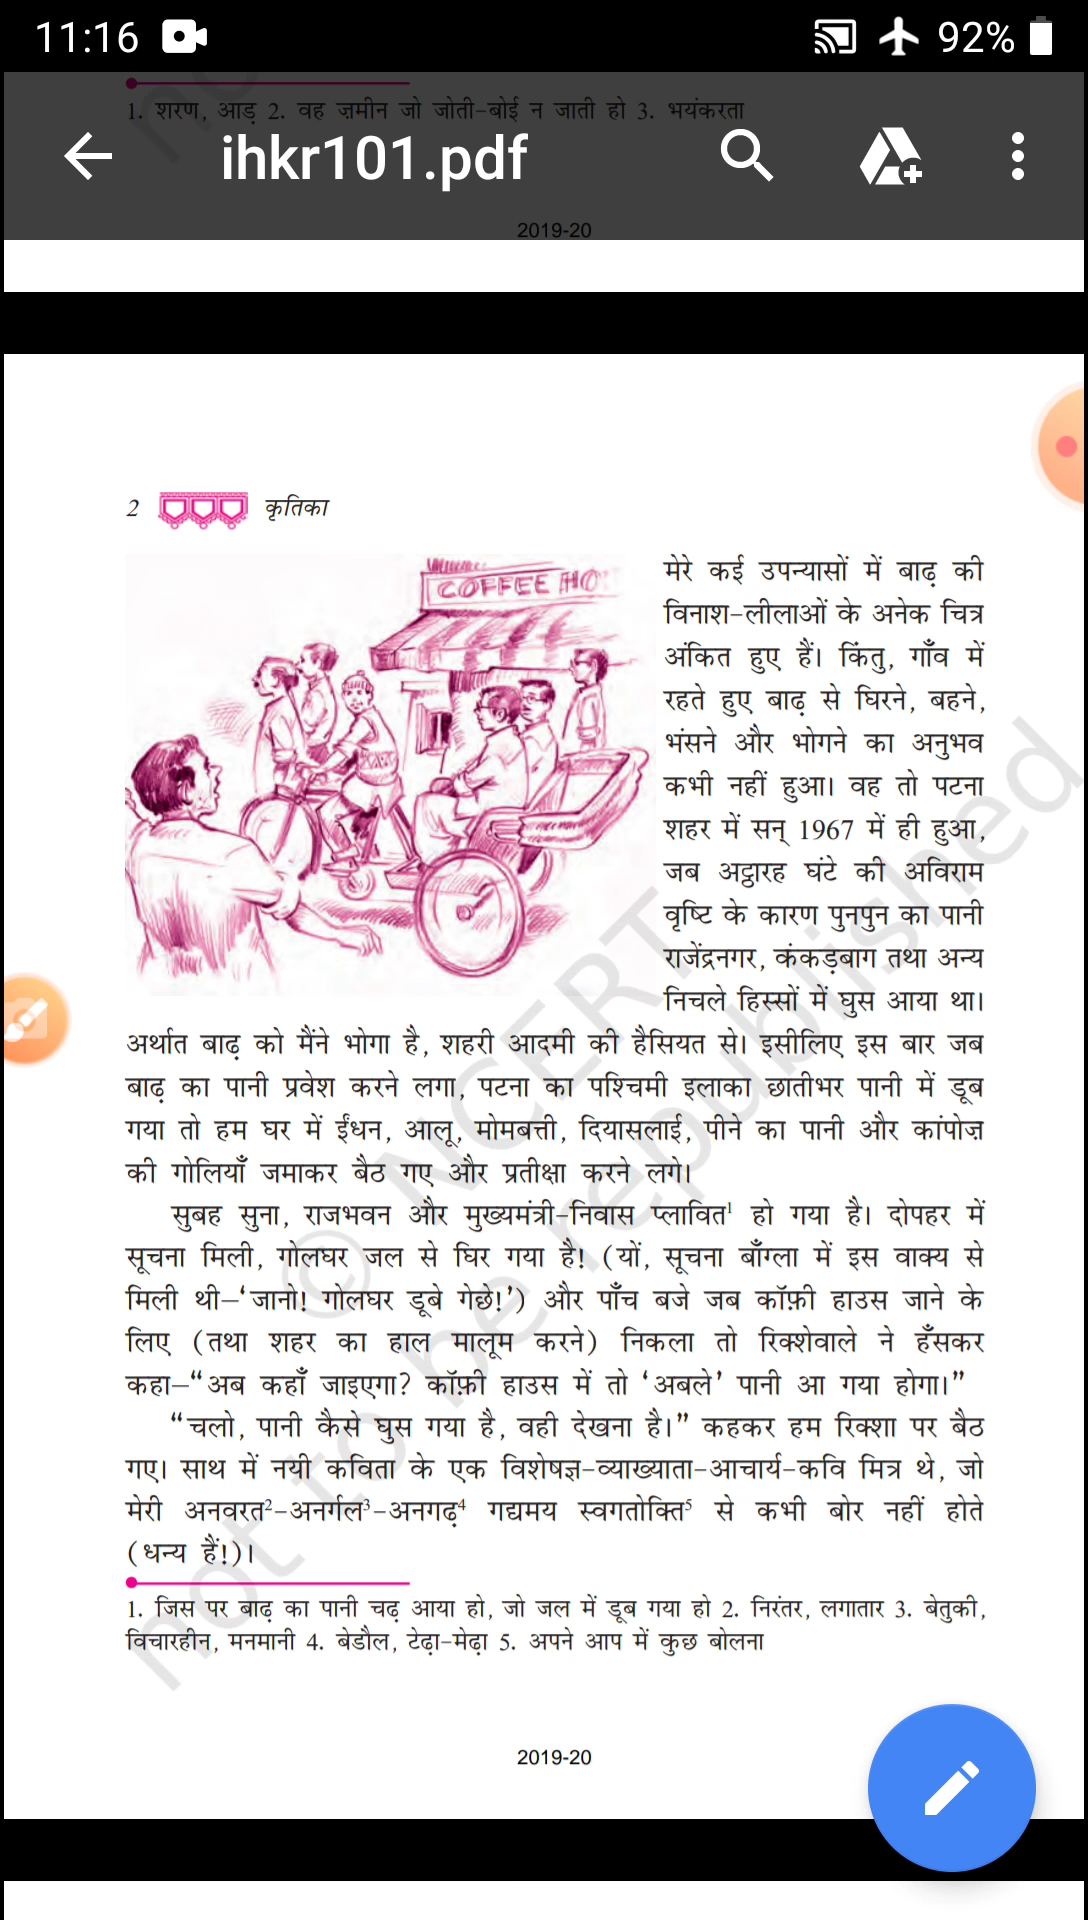 11:16
92%
1. शरण, आड़ 2. वह ज़मीन जो जोती-बोई न जाती हो 3. भयंकरता
ihkr101.pdf
2019-20
2 कृतिका
COFFEE HO
मेरे कई उपन्यासों में बाढ़ की
विनाश-लीलाओं के अनेक चित्र
अंकित हुए हैं। किंतु, गाँव में
रहते हुए बाढ़ से घिरने, बहने,
भंसने और भोगने का अनुभव
कभी नहीं हुआ। वह तो पटना
शहर में सन् 1967 में ही हुआ,
जब अट्ठारह घंटे की अविराम
वृष्टि के कारण पुनपुन का पानी
राजेंद्रनगर, कंकड़बाग तथा अन्य
निचले हिस्सों में घुस आया था।
अर्थात बाढ़ को मैंने भोगा है, शहरी आदमी की हैसियत से। इसीलिए इस बार जब
बाढ़ का पानी प्रवेश करने लगा, पटना का पश्चिमी इलाका छातीभर पानी में डूब
गया तो हम घर में ईंधन, आलू, मोमबत्ती, दियासलाई, पीने का पानी और कांपोज़
की गोलियाँ जमाकर बैठ गए और प्रतीक्षा करने लगे।
सुबह सुना, राजभवन और मुख्यमंत्री-निवास प्लावित¹ हो गया है। दोपहर में
सूचना मिली, गोलघर जल से घिर गया है! (यों, सूचना बाँग्ला में इस वाक्य से
मिली थी–‘जानो! गोलघर डूबे गेछे!’) और पाँच बजे जब कॉफ़ी हाउस जाने के
लिए (तथा शहर का हाल मालूम करने) निकला तो रिक्शेवाले ने हँसकर
कहा–“अब कहाँ जाइएगा? कॉफ़ी हाउस में तो ‘अबले’ पानी आ गया होगा।”
“चलो, पानी कैसे घुस गया है, वही देखना है।” कहकर हम रिक्शा पर बैठ
गए। साथ में नयी कविता के एक विशेषज्ञ-व्याख्याता-आचार्य-कवि मित्र थे, जो
मेरी अनवरत²-अनर्गल³-अनगढ़⁴ गद्यमय स्वगतोक्ति⁵ से कभी बोर नहीं होते
(धन्य हैं!)।
1. जिस पर बाढ़ का पानी चढ़ आया हो, जो जल में डूब गया हो 2. निरंतर, लगातार 3. बेतुकी,
विचारहीन, मनमानी 4. बेडौल, टेढ़ा-मेढ़ा 5. अपने आप में कुछ बोलना
© NCERT
not to be republished
2019-20